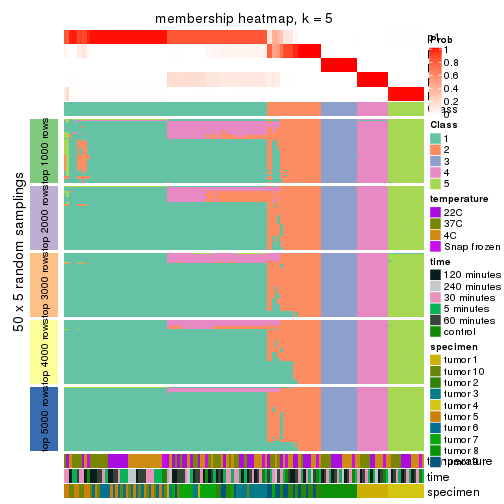 membership heatmap, k = 5
Prob
1
0.8
0.6
0.4
0.2
0
Class
1
2
3
4
5
temperature
22C
37C
4C
Snap frozen
time
120 minutes
240 minutes
30 minutes
5 minutes
60 minutes
control
specimen
tumor 1
tumor 10
tumor 2
tumor 3
tumor 4
tumor 5
tumor 6
tumor 7
tumor 8
50 x 5 random samplings
top 1000 rows
top 2000 rows
top 3000 rows
top 4000 rows
top 5000 rows
temperature
time
specimen